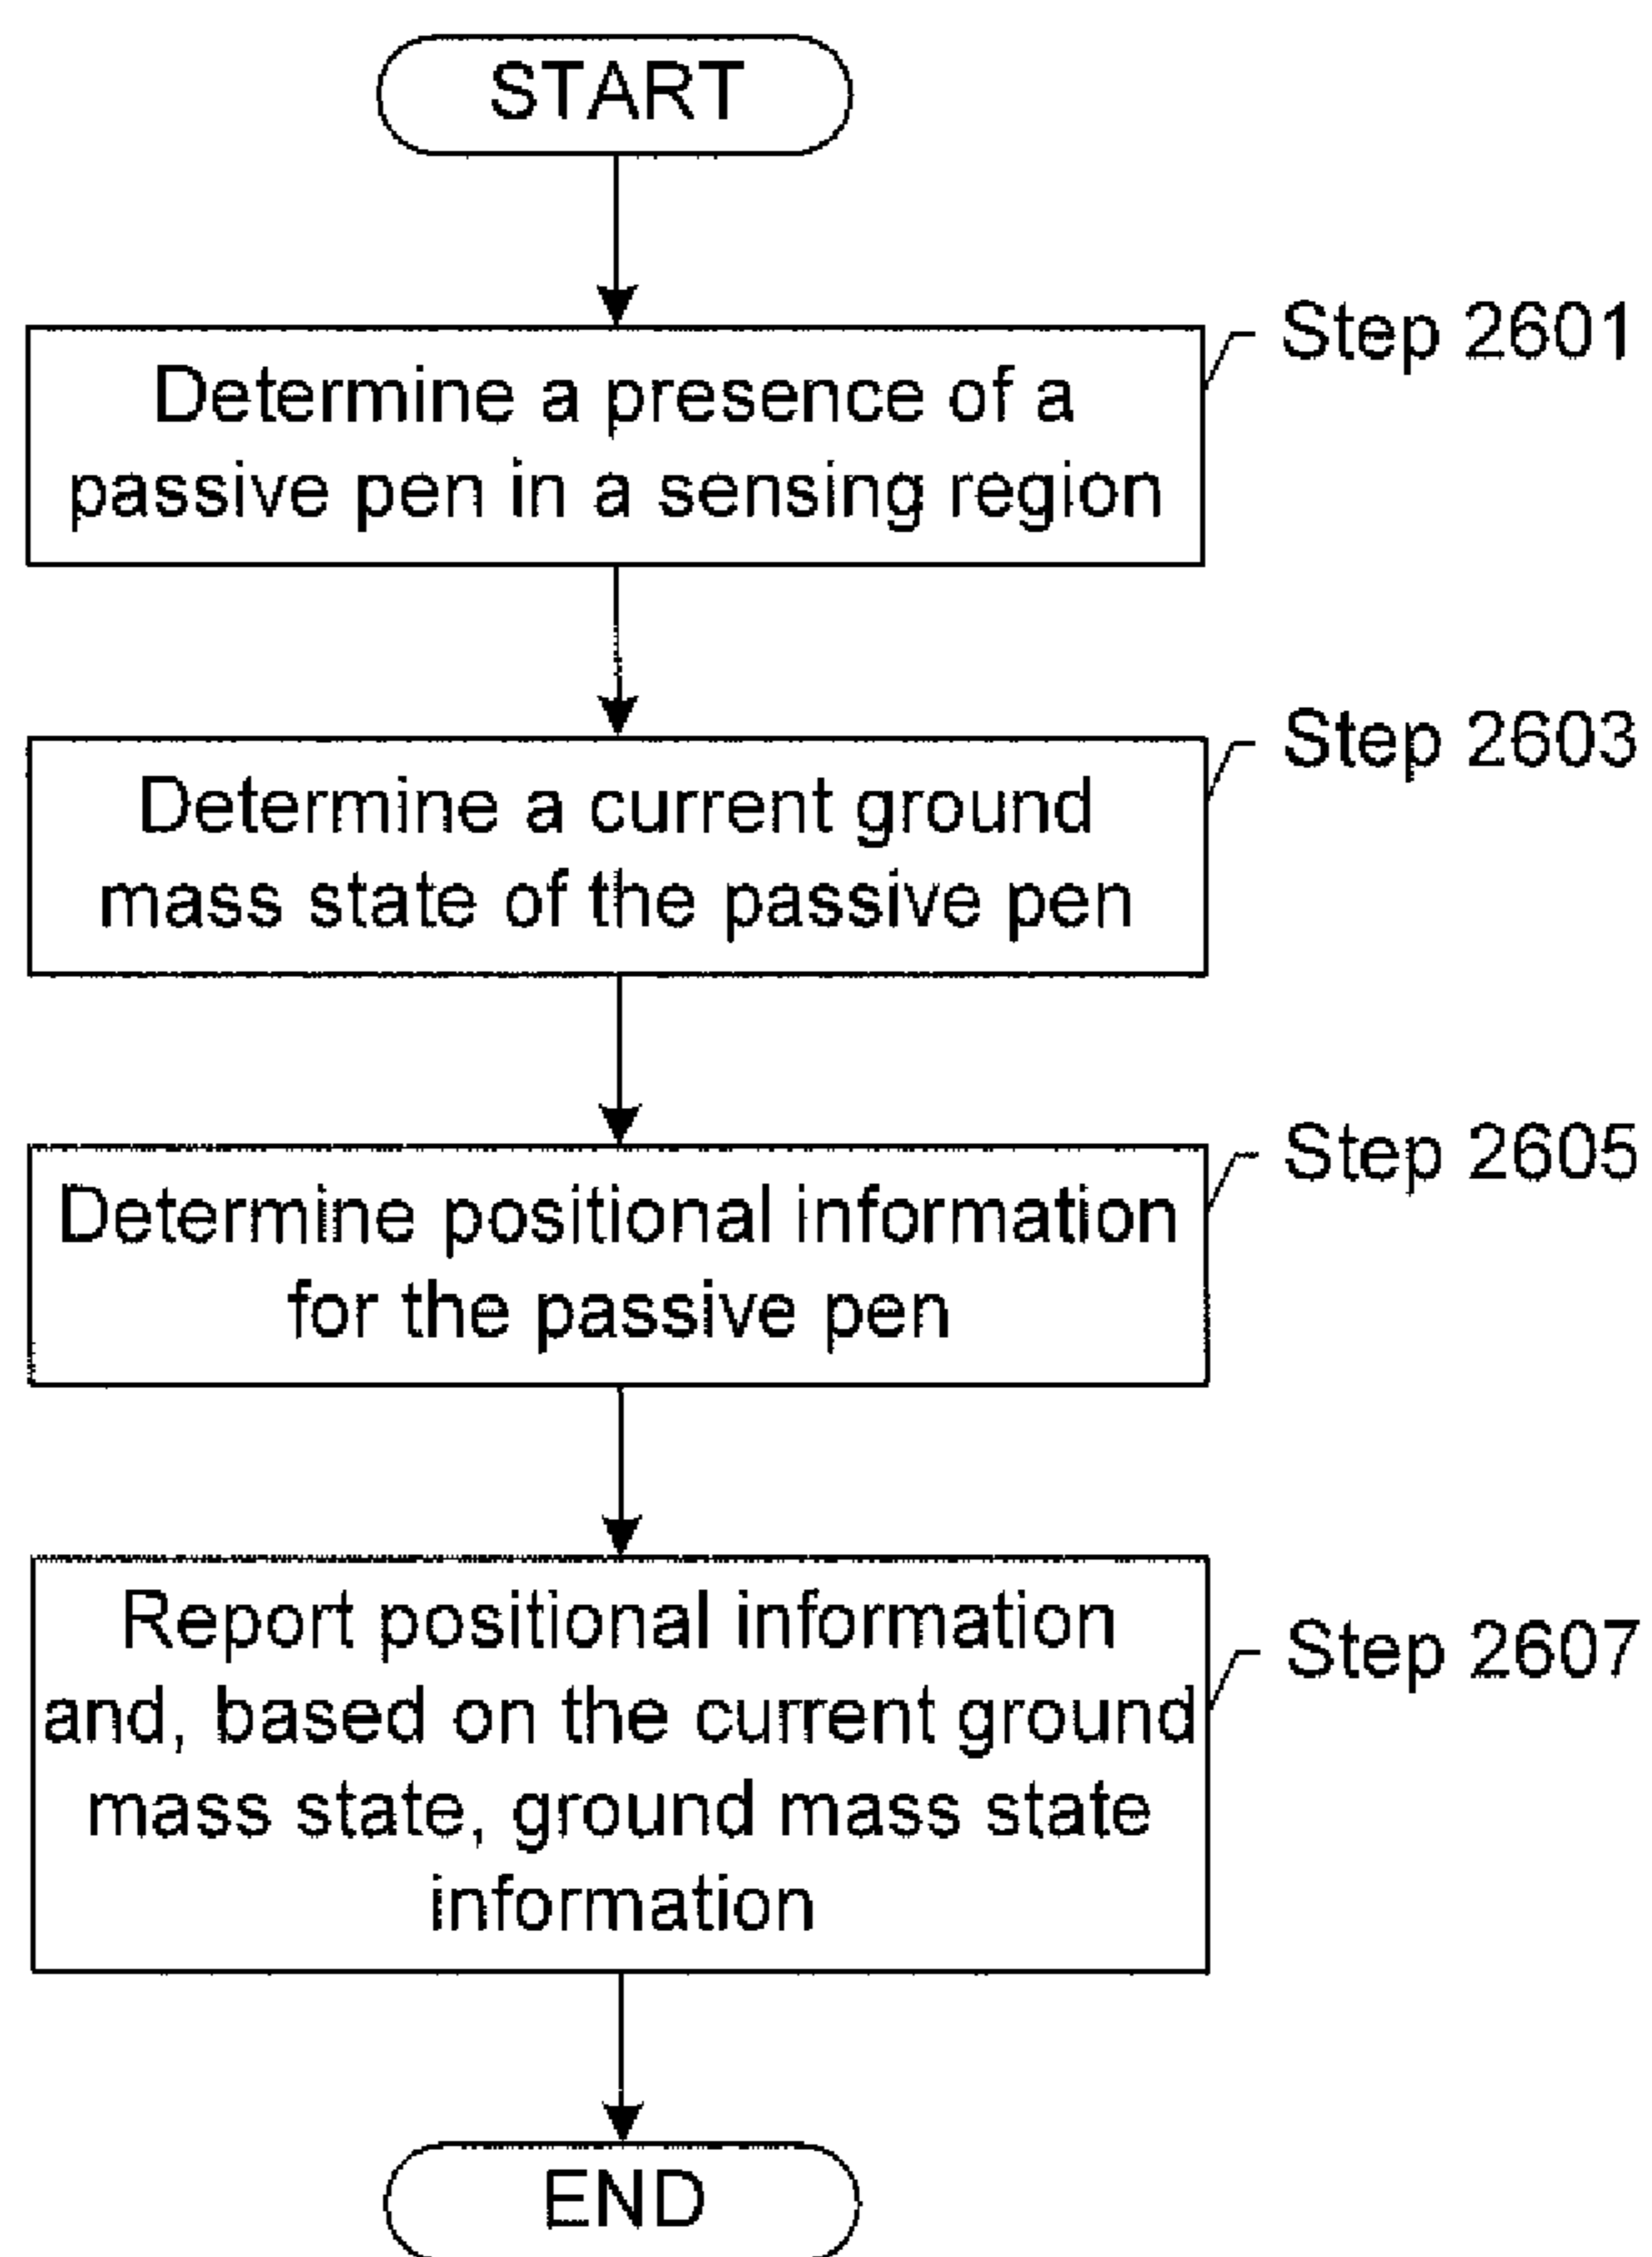 START
Step 2601
Determine a presence of a
passive pen in a sensing region
Step 2603
Determine a current ground
mass state of the passive pen
Step 2605
Determine positional information
for the passive pen
Step 2607
Report positional information
and, based on the current ground
mass state, ground mass state
information
END